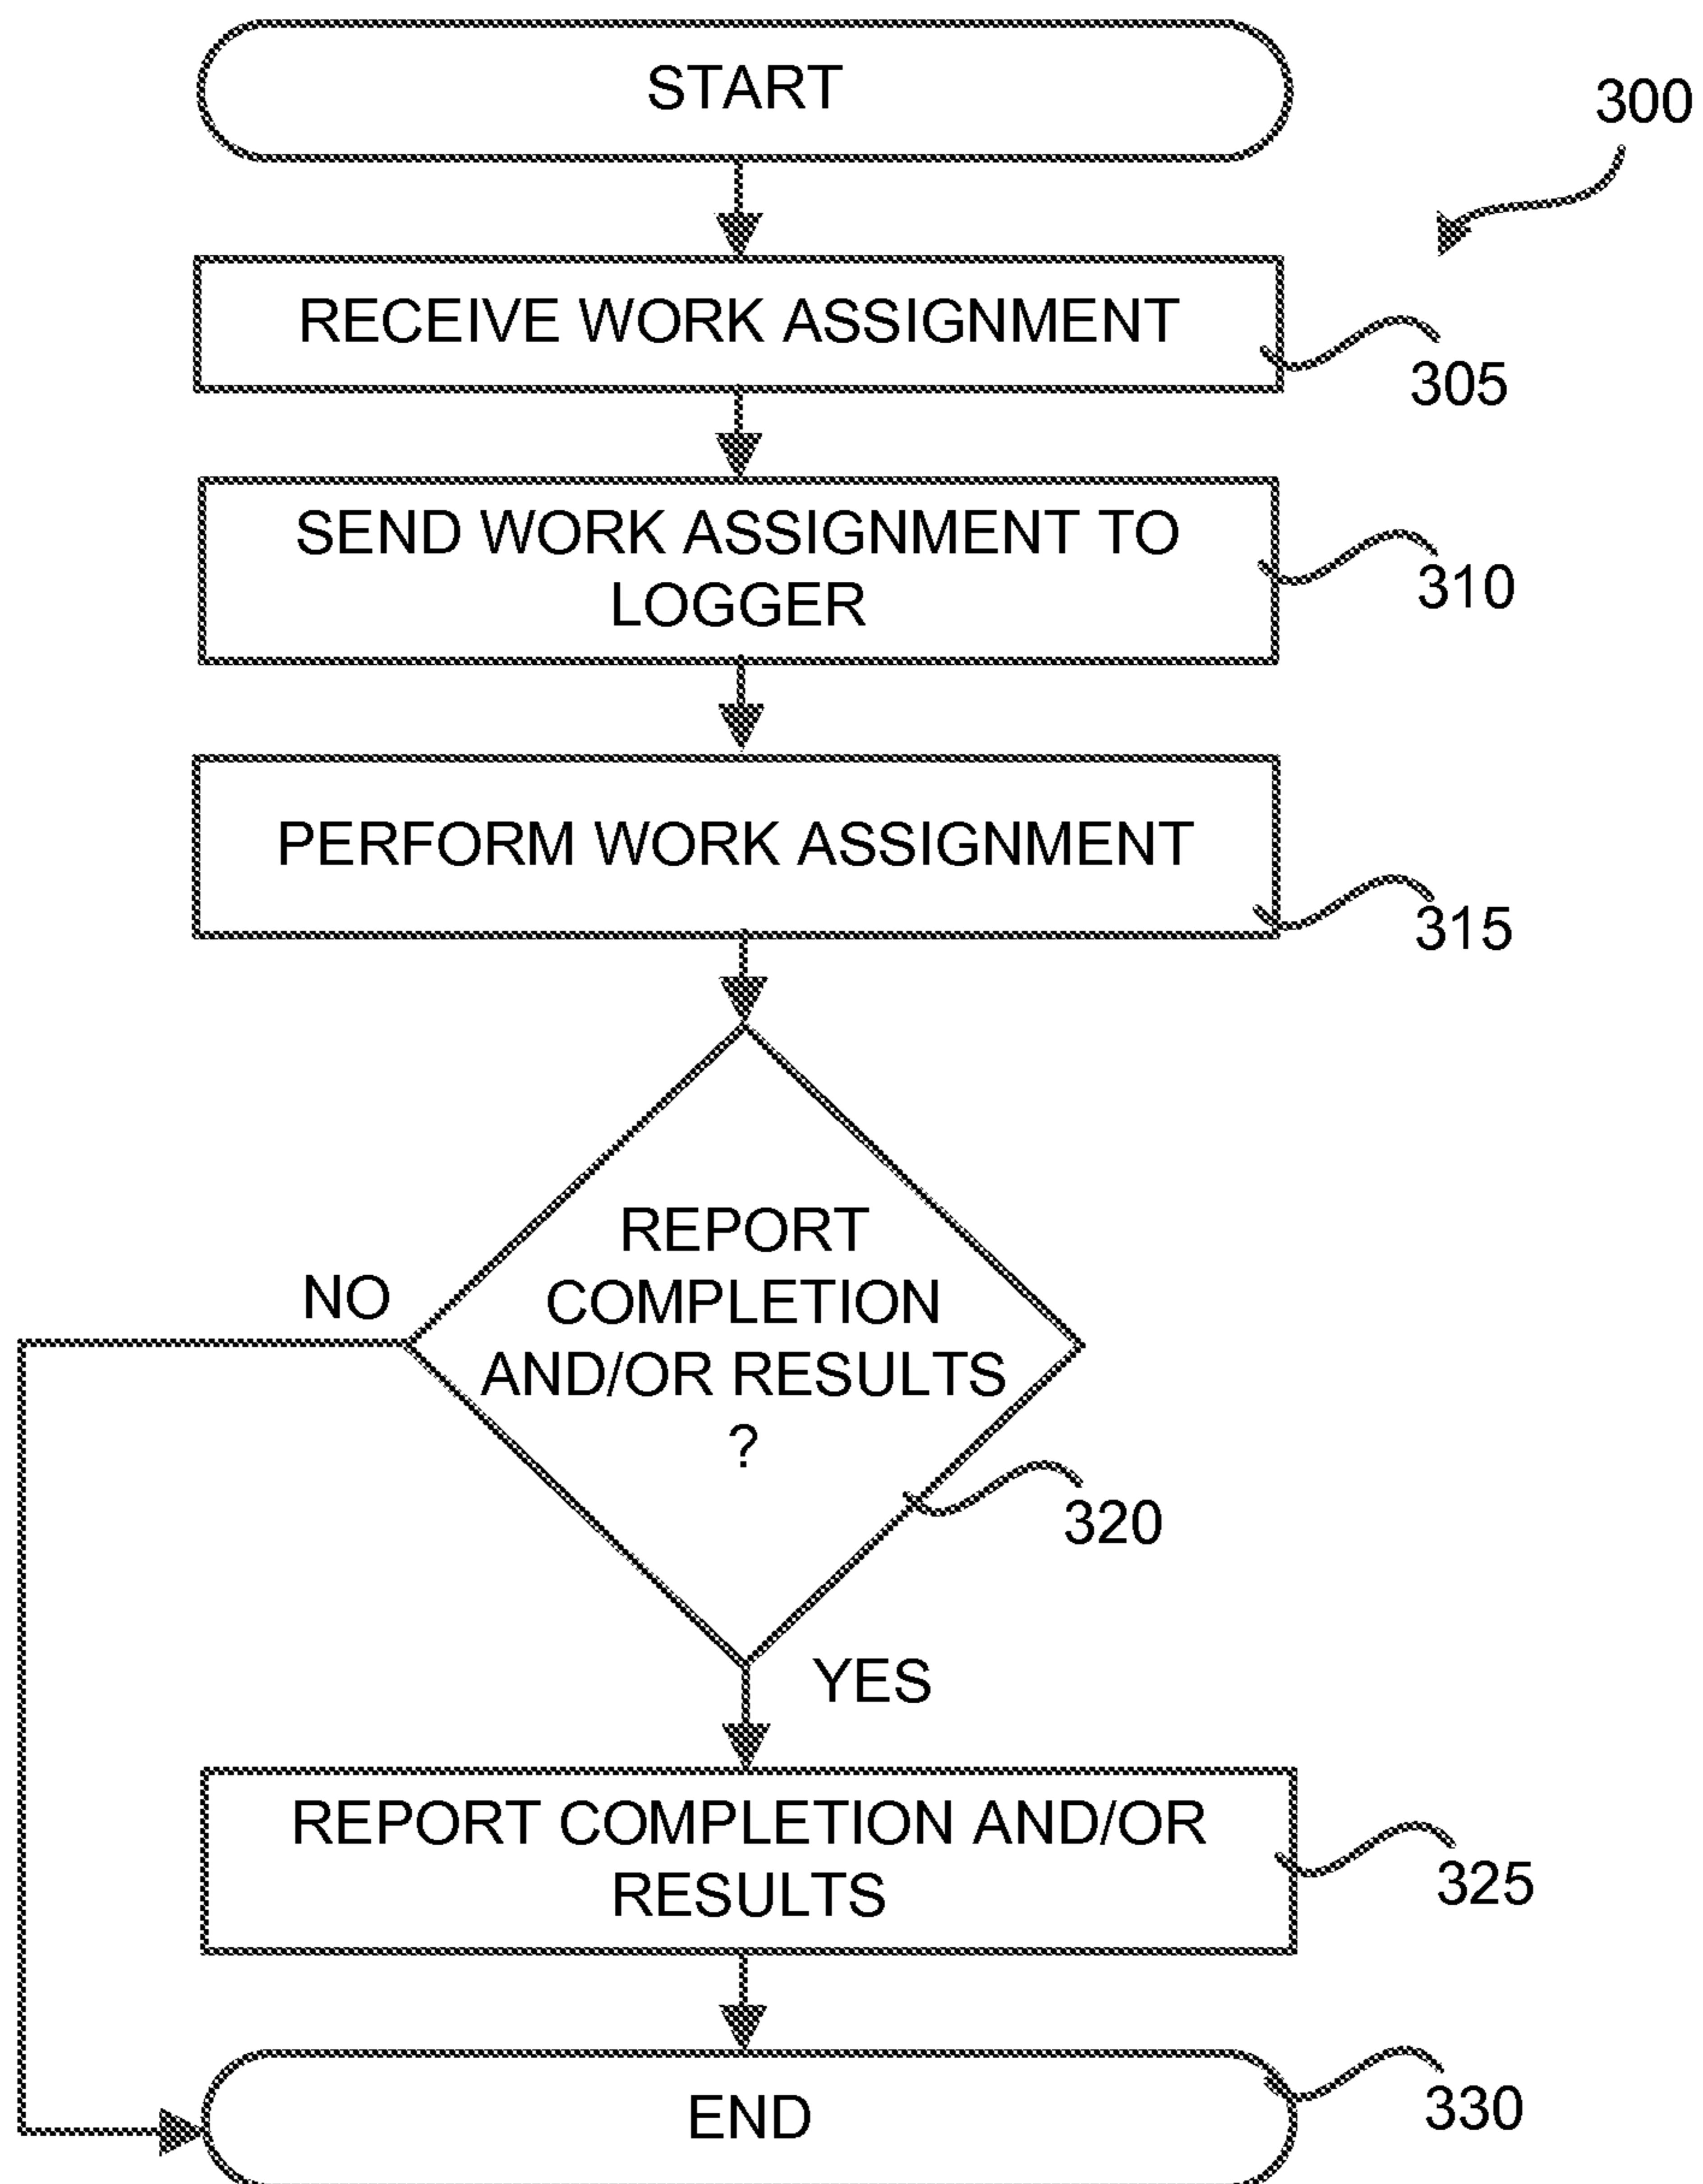 START
300
RECEIVE WORK ASSIGNMENT
305
SEND WORK ASSIGNMENT TO
LOGGER
310
PERFORM WORK ASSIGNMENT
315
REPORT
COMPLETION
AND/OR RESULTS
?
NO
320
YES
REPORT COMPLETION AND/OR
RESULTS
325
END
330